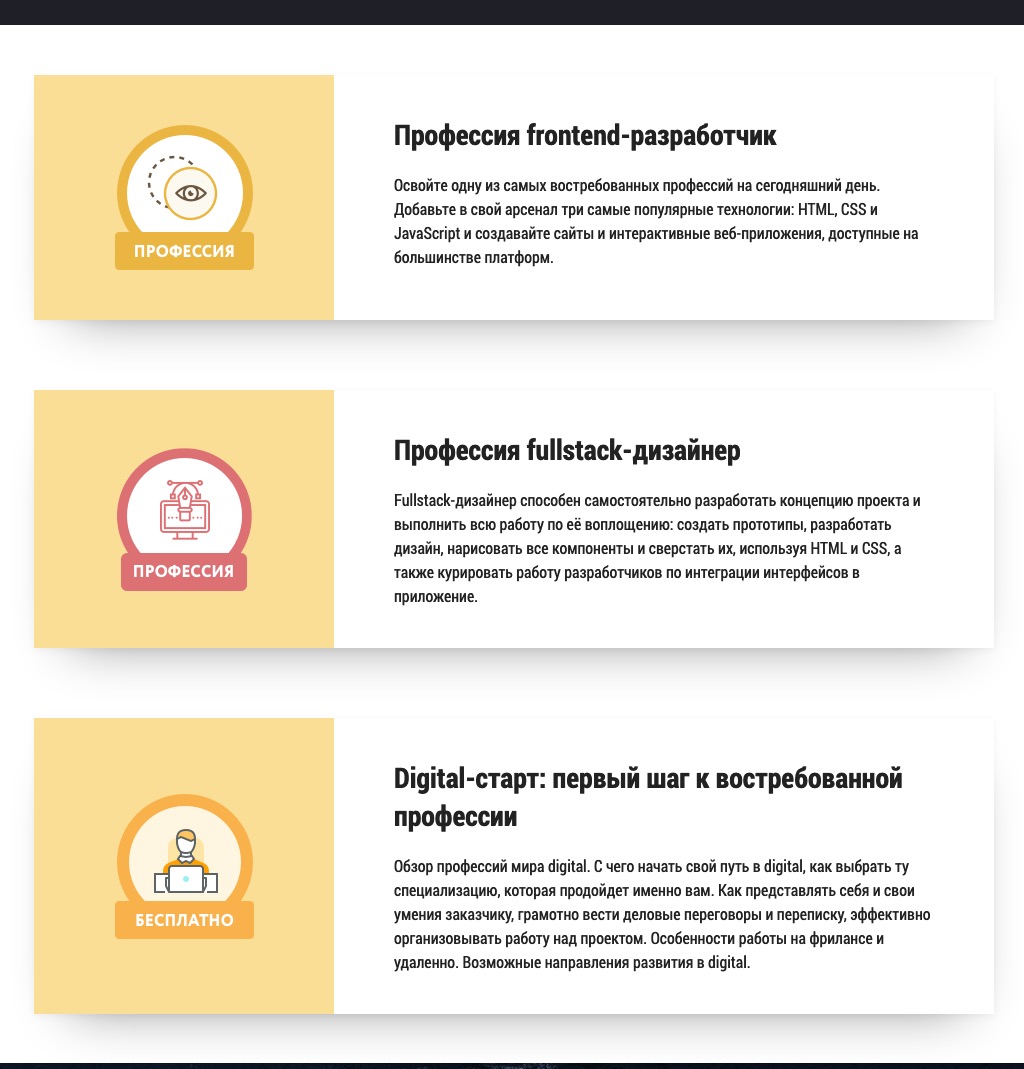 Профессия frontend-разработчик
Освойте одну из самых востребованных профессий на сегодняшний день.
Добавьте в свой арсенал три самые популярные технологии: HTML, CSS и
JavaScript и создавайте сайты и интерактивные веб-приложения, доступные на
большинстве платформ.
ПРОФЕССИЯ
Профессия fullstack-дизайнер
Fullstack-дизайнер способен самостоятельно разработать концепцию проекта и
выполнить всю работу по её воплощению: создать прототипы, разработать
дизайн, нарисовать все компоненты и сверстать их, используя HTML и CSS, а
также курировать работу разработчиков по интеграции интерфейсов в
приложение.
ПРОФЕССИЯ
Digital-старт: первый шаг к востребованной
профессии
Обзор профессий мира digital. С чего начать свой путь в digital, как выбрать ту
специализацию, которая продойдет именно вам. Как представлять себя и свои
умения заказчику, грамотно вести деловые переговоры и переписку, эффективно
организовывать работу над проектом. Особенности работы на фрилансе и
удаленно. Возможные направления развития в digital.
БЕСПЛАТНО